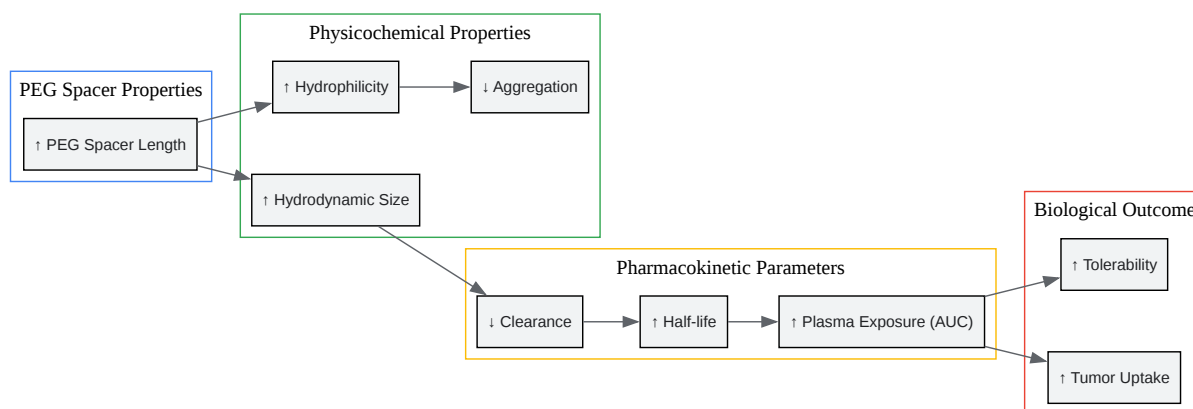 Physicochemical Properties
PEG Spacer Properties
↑ Hydrophilicity
↓ Aggregation
↑ PEG Spacer Length
↑ Hydrodynamic Size
Biological Outcome
Pharmacokinetic Parameters
↑ Tolerability
↓ Clearance
↑ Half-life
↑ Plasma Exposure (AUC)
↑ Tumor Uptake